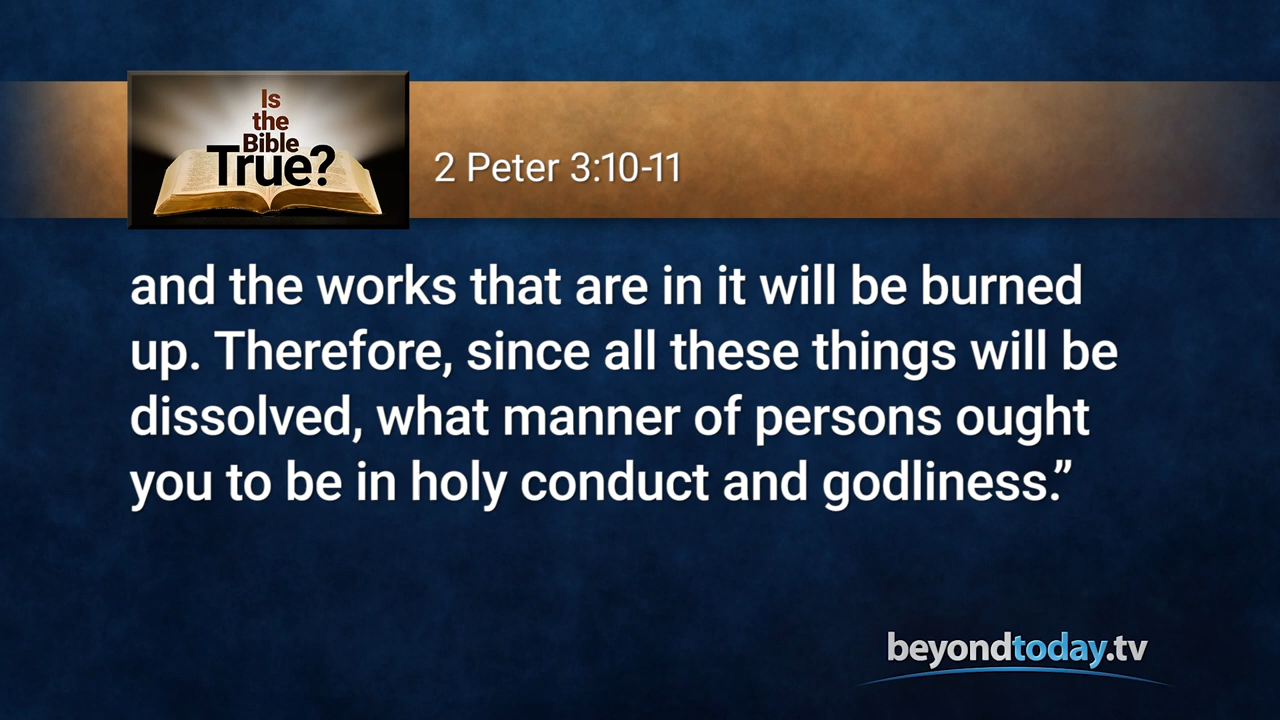 Is
the
Bible
True?
2 Peter 3:10-11
and the works that are in it will be burned
up. Therefore, since all these things will be
dissolved, what manner of persons ought
you to be in holy conduct and godliness.”
beyondtoday.tv